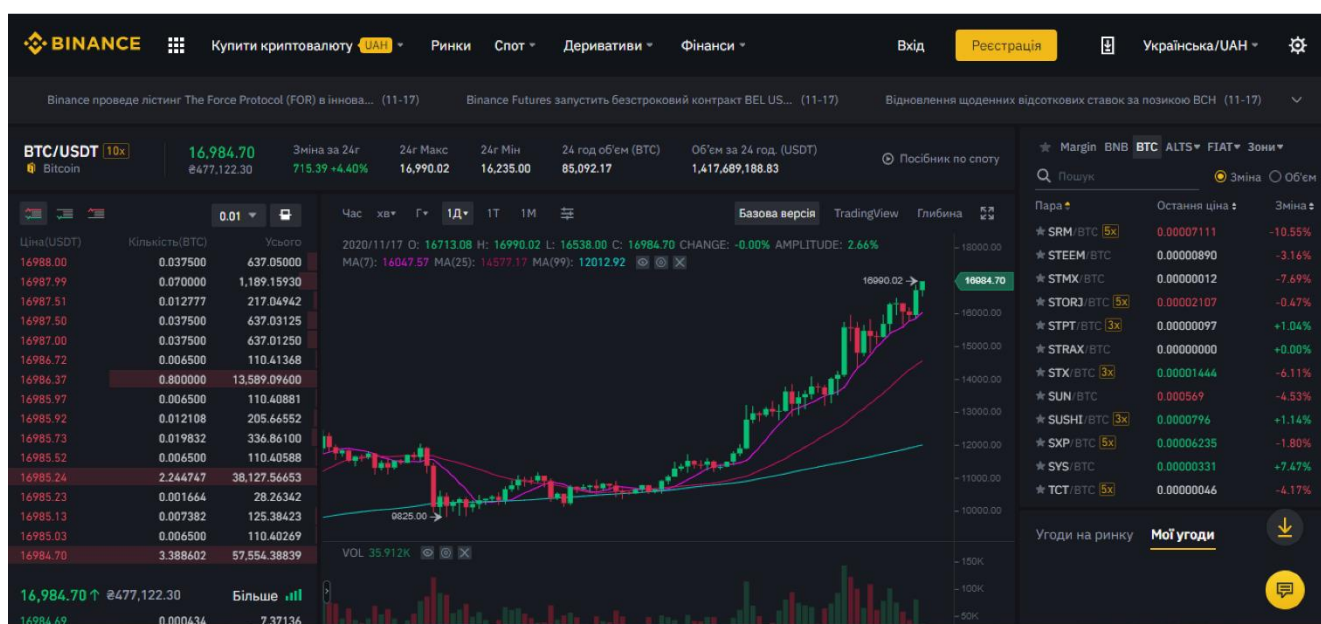 BINANCE Купити криптовалюту UAH Ринки Спот Деривативи Фінанси Вхід Реєстрація Українська/UAH
Binance проведе лістинг The Force Protocol (FOR) в іннова... (11-17) Binance Futures запустить безстроковий контракт BEL US... (11-17) Відновлення щоденних відсоткових ставок за позикою BCH (11-17)
BTC/USDT 10x
Bitcoin
16,984.70
₴477,122.30
Зміна за 24г
715.39 +4.40%
24г Макс
16,990.02
24г Мін
16,235.00
24 год об'єм (BTC)
85,092.17
Об'єм за 24 год. (USDT)
1,417,689,188.83
Посібник по споту
0.01
Ціна(USDT) Кількість(BTC) Усього
16988.00 0.037500 637.05000
16987.99 0.070000 1,189.15930
16987.51 0.012777 217.04942
16987.50 0.037500 637.03125
16987.00 0.037500 637.01250
16986.72 0.006500 110.41368
16986.37 0.800000 13,589.09600
16985.97 0.006500 110.40881
16985.92 0.012108 205.66552
16985.73 0.019832 336.86100
16985.52 0.006500 110.40588
16985.24 2.244747 38,127.56653
16985.23 0.001664 28.26342
16985.13 0.007382 125.38423
16985.03 0.006500 110.40269
16984.70 3.388602 57,554.38839
16,984.70↑ ₴477,122.30 Більше
16984.69 0.000434 7.37136
Час хв Г 1Д 1Т 1М Базова версія TradingView Глибина
2020/11/17 O: 16713.08 H: 16990.02 L: 16538.00 C: 16984.70 CHANGE: -0.00% AMPLITUDE: 2.66%
MA(7): 16047.57 MA(25): 14577.17 MA(99): 12012.92
18000.00
16990.02
16984.70
16000.00
15000.00
14000.00
13000.00
12000.00
11000.00
10000.00
9825.00
VOL 35.912K
150K
100K
50K
Margin BNB BTC ALTS FIAT Зони
Пошук Зміна Об'єм
Пара Остання ціна Зміна
SRM/BTC 5x 0.00007111 -10.55%
STEEM/BTC 0.00000890 -3.16%
STMX/BTC 0.00000012 -7.69%
STORJ/BTC 5x 0.00002107 -0.47%
STPT/BTC 3x 0.00000097 +1.04%
STRAX/BTC 0.00000000 +0.00%
STX/BTC 3x 0.00001444 -6.11%
SUN/BTC 0.000569 -4.53%
SUSHI/BTC 3x 0.0000796 +1.14%
SXP/BTC 5x 0.00006235 -1.80%
SYS/BTC 0.00000331 +7.47%
TCT/BTC 5x 0.00000046 -4.17%
Угоди на ринку Мої угоди